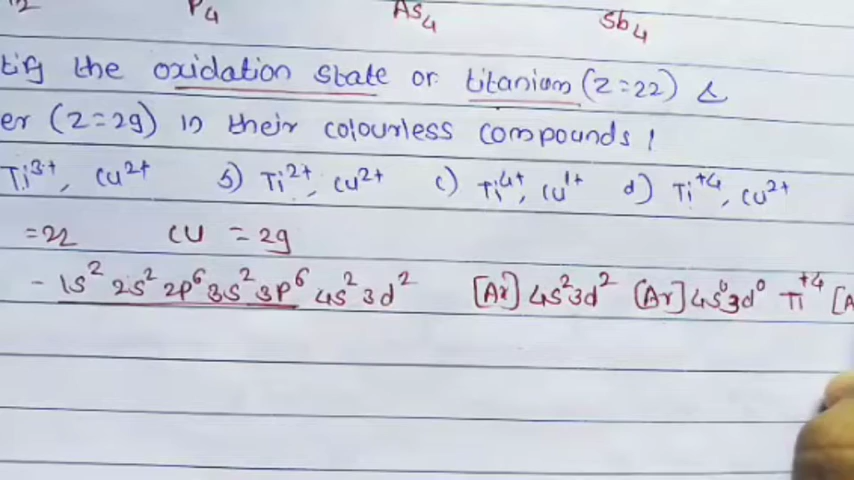 P₄ As₄ Sb₄
the oxidation state or titanium (Z=22) &
er (Z=29) in their colourless compounds!
Ti³⁺, Cu²⁺ b) Ti²⁺, Cu²⁺ c) Ti⁴⁺, Cu¹⁺ d) Ti⁺⁴, Cu²⁺
=22 CU = 29
- 1s² 2s² 2p⁶ 3s² 3p⁶ 4s² 3d² [Ar] 4s² 3d² [Ar] 4s⁰ 3d⁰ Ti⁺⁴ [A